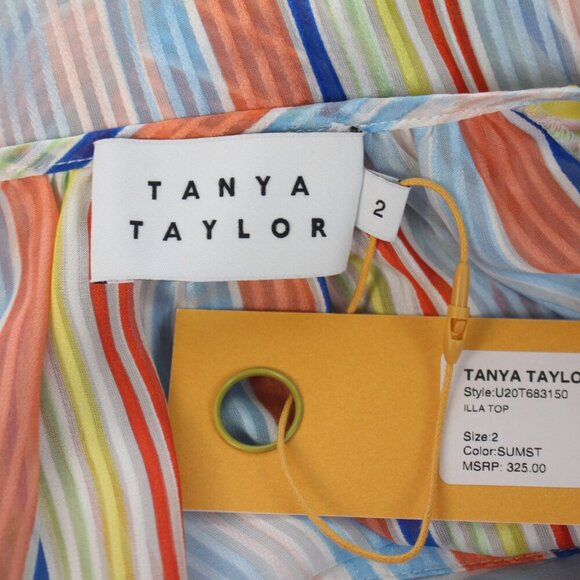 TANYA
TAYLOR
2
TANYA TAYLO
Style:U20T683150
ILLA TOP
Size:2
Color:SUMST
MSRP: 325.00